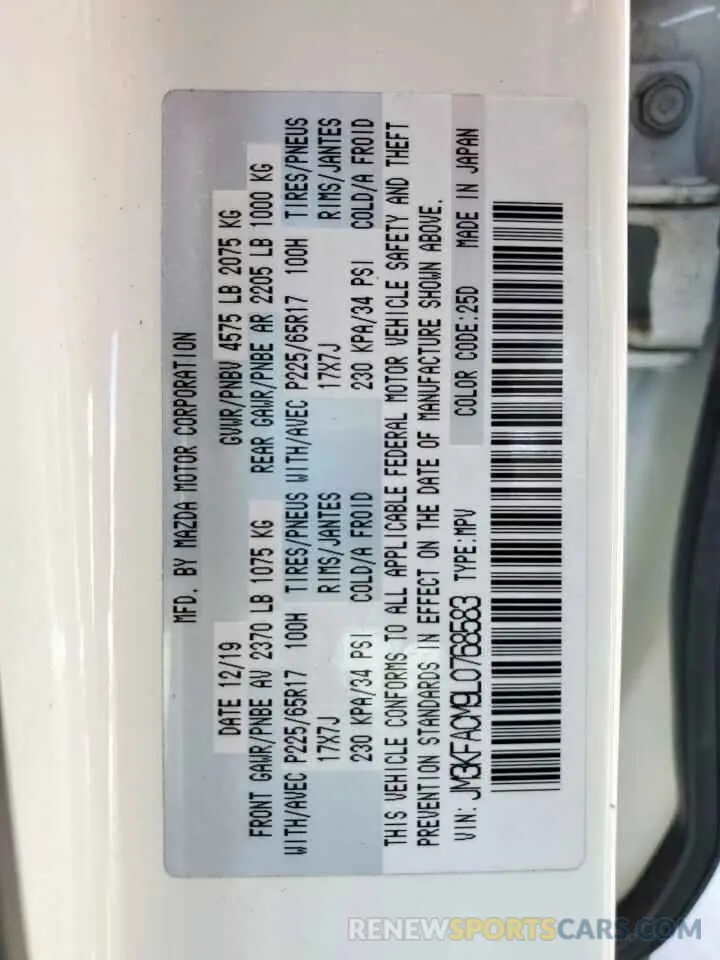 MFD. BY MAZDA MOTOR CORPORATION
DATE 12/19 GVWR/PNBV 4575 LB 2075 KG
FRONT GAWR/PNBE AV 2370 LB 1075 KG REAR GAWR/PNBE AR 2205 LB 1000 KG
WITH/AVEC P225/65R17 100H TIRES/PNEUS WITH/AVEC P225/65R17 100H TIRES/PNEUS
17X7J RIMS/JANTES 17X7J RIMS/JANTES
230 KPA/34 PSI COLD/A FROID 230 KPA/34 PSI COLD/A FROID
THIS VEHICLE CONFORMS TO ALL APPLICABLE FEDERAL MOTOR VEHICLE SAFETY AND THEFT
PREVENTION STANDARDS IN EFFECT ON THE DATE OF MANUFACTURE SHOWN ABOVE.
VIN: JM3KFACM9L0768583 TYPE:MPV COLOR CODE:25D MADE IN JAPAN
RENEWSPORTSCARS.COM